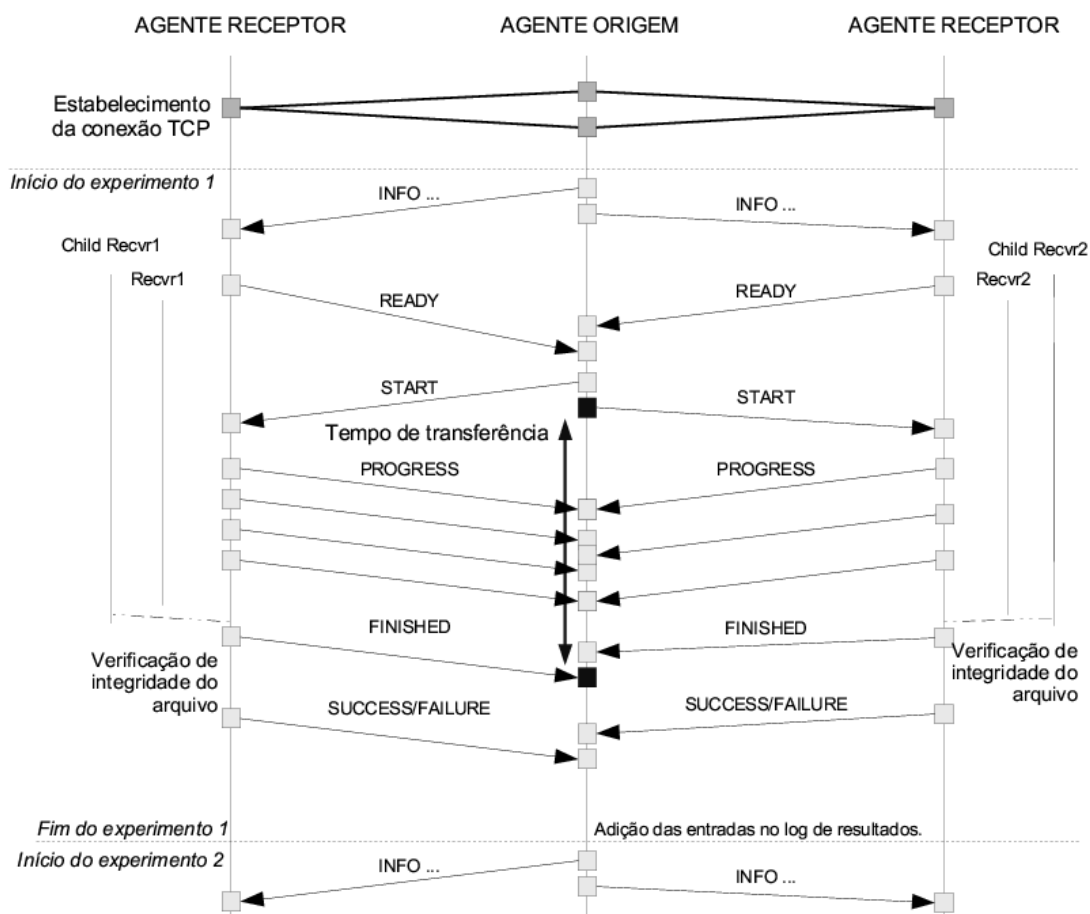 AGENTE RECEPTOR
AGENTE ORIGEM
AGENTE RECEPTOR
Estabelecimento
da conexão TCP
Início do experimento 1
INFO ...
INFO ...
Child Recvr1
Child Recvr2
Recvr1
Recvr2
READY
READY
START
START
Tempo de transferência
PROGRESS
PROGRESS
FINISHED
FINISHED
Verificação de
integridade do
arquivo
Verificação de
integridade do
arquivo
SUCCESS/FAILURE
SUCCESS/FAILURE
Fim do experimento 1
Adição das entradas no log de resultados.
Início do experimento 2
INFO ...
INFO ...